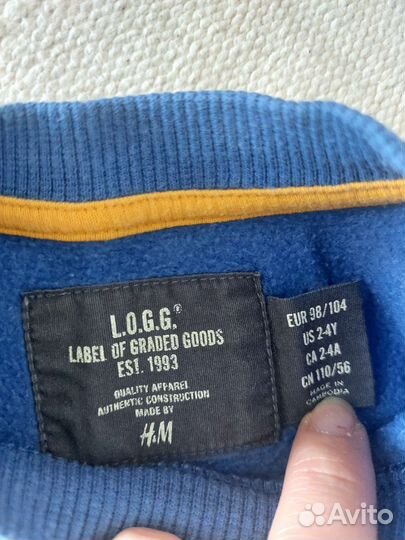 L.O.G.G.®
LABEL OF GRADED GOODS
EST. 1993
QUALITY APPAREL
AUTHENTIC CONSTRUCTION
MADE BY
H&M
EUR 98/104
US 2-4Y
CA 2-4A
CN 110/56
MADE IN
CAMBODIA
Avito